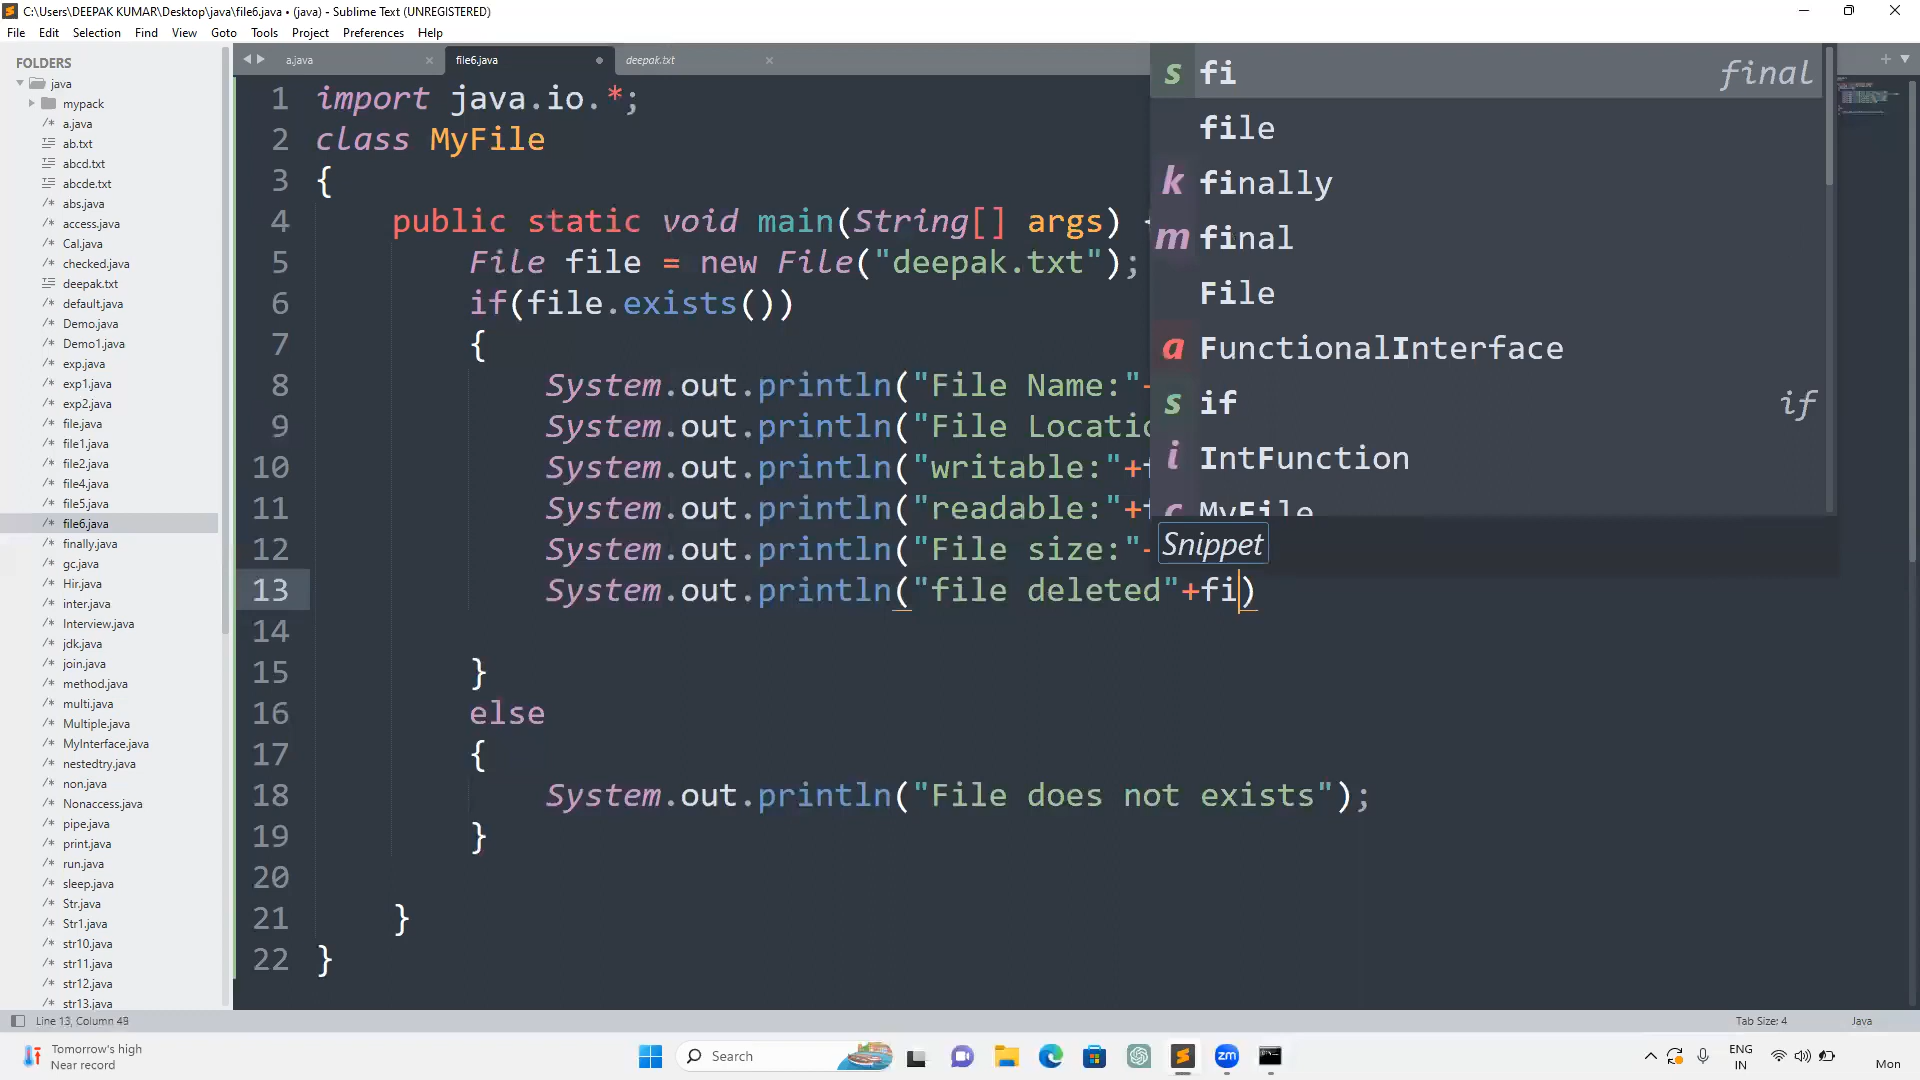 C:\Users\DEEPAK KUMAR\Desktop\java\file6.java • (java) - Sublime Text (UNREGISTERED)
File Edit Selection Find View Goto Tools Project Preferences Help
FOLDERS
java
mypack
a.java
ab.txt
abcd.txt
abcde.txt
abs.java
access.java
Cal.java
checked.java
deepak.txt
default.java
Demo.java
Demo1.java
exp.java
exp1.java
exp2.java
file.java
file1.java
file2.java
file4.java
file5.java
file6.java
finally.java
gc.java
Hir.java
inter.java
Interview.java
jdk.java
join.java
method.java
multi.java
Multiple.java
MyInterface.java
nestedtry.java
non.java
Nonaccess.java
pipe.java
print.java
run.java
sleep.java
Str.java
Str1.java
str10.java
str11.java
str12.java
str13.java
a.java file6.java deepak.txt
1 import java.io.*;
2 class MyFile
3 {
4 public static void main(String[] args) {
5 File file = new File("deepak.txt");
6 if(file.exists())
7 {
8 System.out.println("File Name:"+
9 System.out.println("File Locatio
10 System.out.println("writable:"+f
11 System.out.println("readable:"+f
12 System.out.println("File size:"+
13 System.out.println("file deleted"+fi)
14
15 }
16 else
17 {
18 System.out.println("File does not exists");
19 }
20
21 }
22 }
s fi final
file
k finally
m final
File
a FunctionalInterface
s if if
i IntFunction
c MyFile
Snippet
Line 13, Column 48
Tab Size: 4 Java
Tomorrow's high
Near record
Search
zm
ENG
IN
Mon